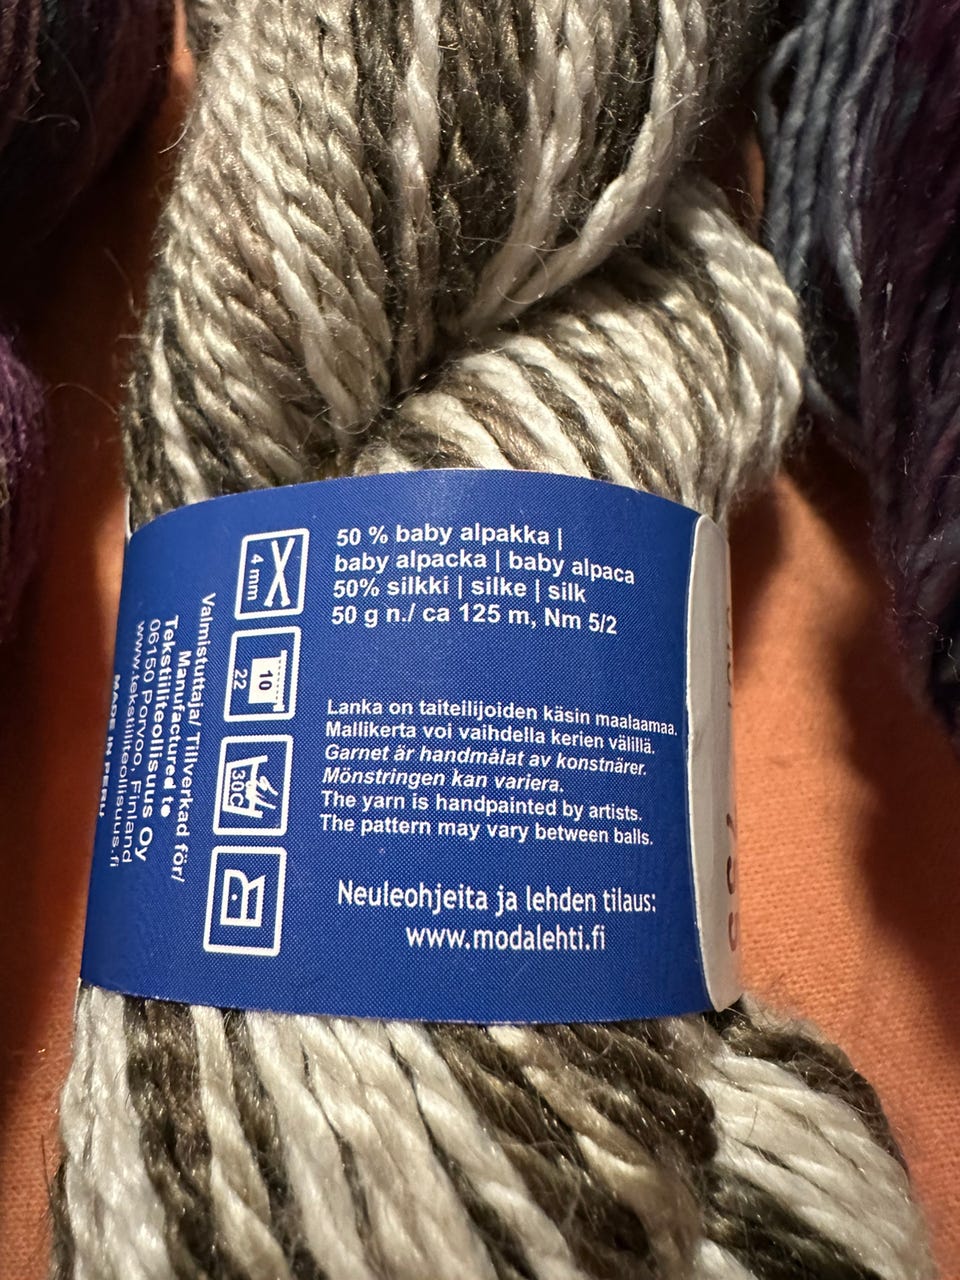 50 % baby alpakka |
baby alpacka | baby alpaca
50% silkki | silke | silk
50 g n./ ca 125 m, Nm 5/2
Lanka on taiteilijoiden käsin maalaamaa.
Mallikerta voi vaihdella kerien välillä.
Garnet är handmålat av konstnärer.
Mönstringen kan variera.
The yarn is handpainted by artists.
The pattern may vary between balls.
Neuleohjeita ja lehden tilaus:
www.modalehti.fi
4 mm
10
22
30C
Valmistuttaja/ Tillverkad för/
Manufactured to
Tekstiiliteollisuus Oy
06150 Porvoo, Finland
www.tekstiiliteollisuus.fi
MADE IN PERU